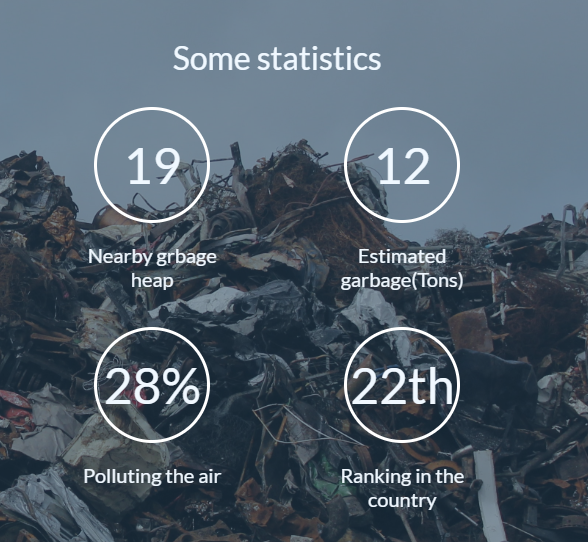 Some statistics
19
12
Nearby grbage
heap
Estimated
garbage(Tons)
28%
22th
Polluting the air
Ranking in the
country